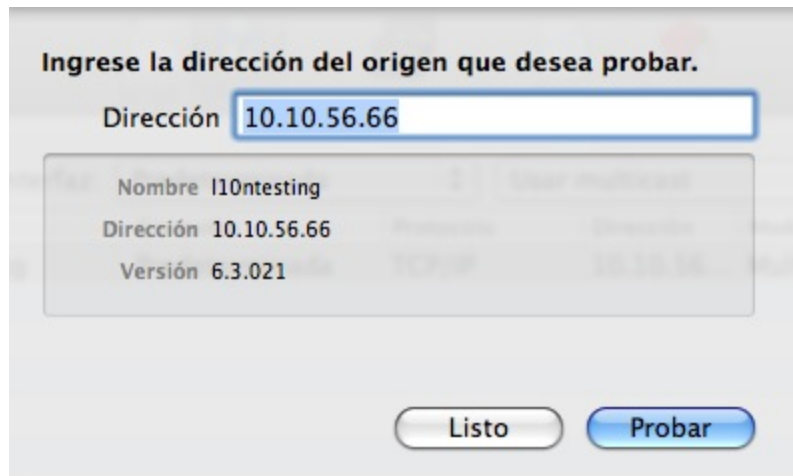 Ingrese la dirección del origen que desea probar.
Dirección 10.10.56.66
Nombre l10ntesting
Dirección 10.10.56.66
Versión 6.3.021
Listo Probar